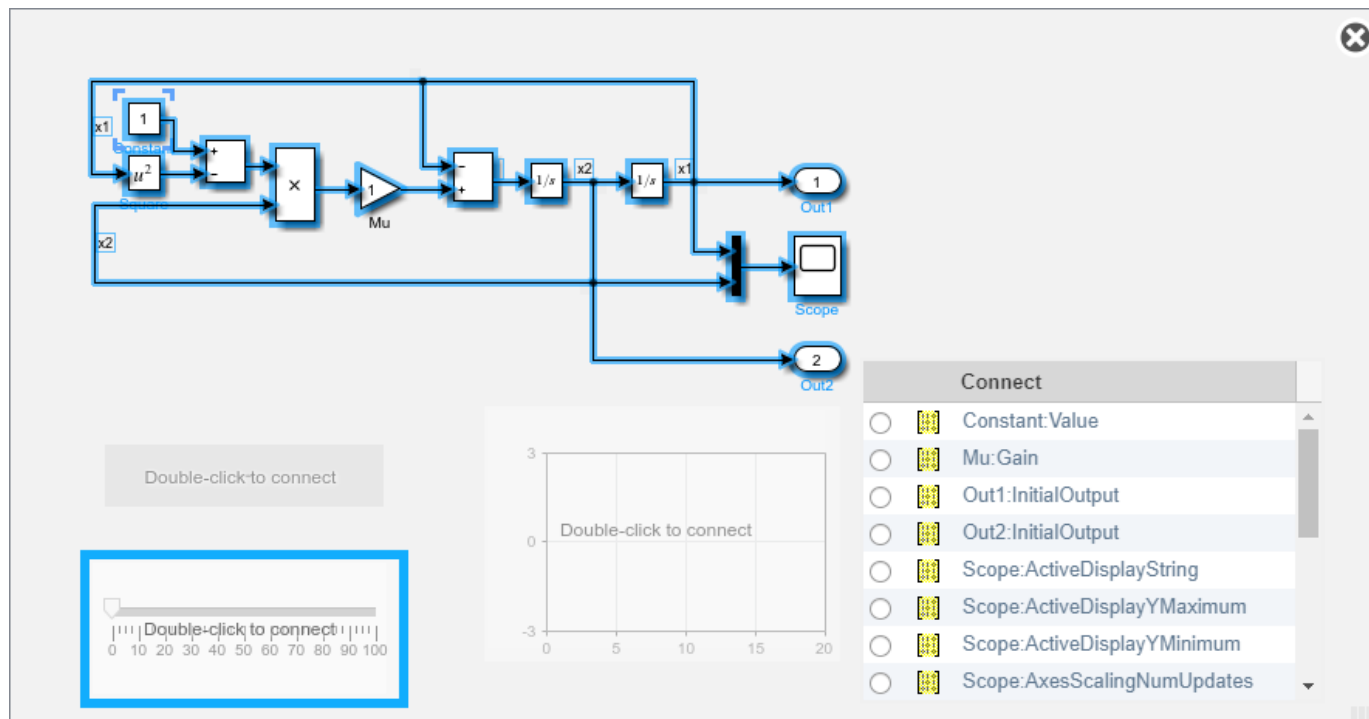 x1
1
Consta
+
−
u²
Square
×
1
Mu
−
+
1/s
x2
1/s
x1
1
Out1
x2
Scope
2
Out2
Connect
Constant:Value
Mu:Gain
Out1:InitialOutput
Out2:InitialOutput
Scope:ActiveDisplayString
Scope:ActiveDisplayYMaximum
Scope:ActiveDisplayYMinimum
Scope:AxesScalingNumUpdates
Double-click to connect
3
Double-click to connect
0
-3
0 5 10 15 20
Double-click to connect
0 10 20 30 40 50 60 70 80 90 100